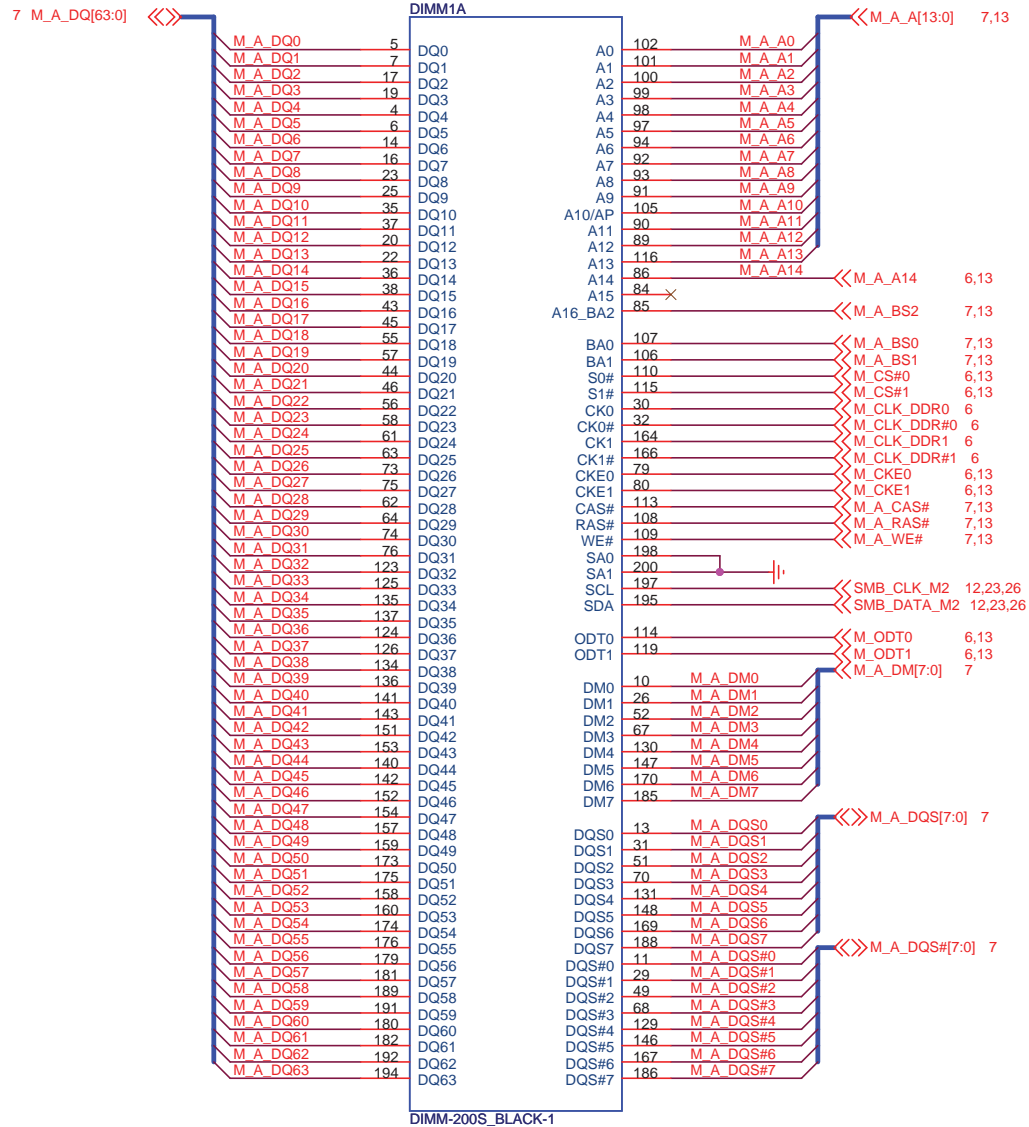 DIMM1A
7 M_A_DQ[63:0]
M_A_A[13:0] 7,13
M_A_DQ0 5 DQ0 A0 102 M_A_A0
M_A_DQ1 7 DQ1 A1 101 M_A_A1
M_A_DQ2 17 DQ2 A2 100 M_A_A2
M_A_DQ3 19 DQ3 A3 99 M_A_A3
M_A_DQ4 4 DQ4 A4 98 M_A_A4
M_A_DQ5 6 DQ5 A5 97 M_A_A5
M_A_DQ6 14 DQ6 A6 94 M_A_A6
M_A_DQ7 16 DQ7 A7 92 M_A_A7
M_A_DQ8 23 DQ8 A8 93 M_A_A8
M_A_DQ9 25 DQ9 A9 91 M_A_A9
M_A_DQ10 35 DQ10 A10/AP 105 M_A_A10
M_A_DQ11 37 DQ11 A11 90 M_A_A11
M_A_DQ12 20 DQ12 A12 89 M_A_A12
M_A_DQ13 22 DQ13 A13 116 M_A_A13
M_A_DQ14 36 DQ14 A14 86 M_A_A14 M_A_A14 6,13
M_A_DQ15 38 DQ15 A15 84
M_A_DQ16 43 DQ16 A16_BA2 85 M_A_BS2 7,13
M_A_DQ17 45 DQ17
M_A_DQ18 55 DQ18 BA0 107 M_A_BS0 7,13
M_A_DQ19 57 DQ19 BA1 106 M_A_BS1 7,13
M_A_DQ20 44 DQ20 S0# 110 M_CS#0 6,13
M_A_DQ21 46 DQ21 S1# 115 M_CS#1 6,13
M_A_DQ22 56 DQ22 CK0 30 M_CLK_DDR0 6
M_A_DQ23 58 DQ23 CK0# 32 M_CLK_DDR#0 6
M_A_DQ24 61 DQ24 CK1 164 M_CLK_DDR1 6
M_A_DQ25 63 DQ25 CK1# 166 M_CLK_DDR#1 6
M_A_DQ26 73 DQ26 CKE0 79 M_CKE0 6,13
M_A_DQ27 75 DQ27 CKE1 80 M_CKE1 6,13
M_A_DQ28 62 DQ28 CAS# 113 M_A_CAS# 7,13
M_A_DQ29 64 DQ29 RAS# 108 M_A_RAS# 7,13
M_A_DQ30 74 DQ30 WE# 109 M_A_WE# 7,13
M_A_DQ31 76 DQ31 SA0 198
M_A_DQ32 123 DQ32 SA1 200
M_A_DQ33 125 DQ33 SCL 197 SMB_CLK_M2 12,23,26
M_A_DQ34 135 DQ34 SDA 195 SMB_DATA_M2 12,23,26
M_A_DQ35 137 DQ35
M_A_DQ36 124 DQ36 ODT0 114 M_ODT0 6,13
M_A_DQ37 126 DQ37 ODT1 119 M_ODT1 6,13
M_A_DQ38 134 DQ38 M_A_DM[7:0] 7
M_A_DQ39 136 DQ39 DM0 10 M_A_DM0
M_A_DQ40 141 DQ40 DM1 26 M_A_DM1
M_A_DQ41 143 DQ41 DM2 52 M_A_DM2
M_A_DQ42 151 DQ42 DM3 67 M_A_DM3
M_A_DQ43 153 DQ43 DM4 130 M_A_DM4
M_A_DQ44 140 DQ44 DM5 147 M_A_DM5
M_A_DQ45 142 DQ45 DM6 170 M_A_DM6
M_A_DQ46 152 DQ46 DM7 185 M_A_DM7
M_A_DQ47 154 DQ47 M_A_DQS[7:0] 7
M_A_DQ48 157 DQ48 DQS0 13 M_A_DQS0
M_A_DQ49 159 DQ49 DQS1 31 M_A_DQS1
M_A_DQ50 173 DQ50 DQS2 51 M_A_DQS2
M_A_DQ51 175 DQ51 DQS3 70 M_A_DQS3
M_A_DQ52 158 DQ52 DQS4 131 M_A_DQS4
M_A_DQ53 160 DQ53 DQS5 148 M_A_DQS5
M_A_DQ54 174 DQ54 DQS6 169 M_A_DQS6
M_A_DQ55 176 DQ55 DQS7 188 M_A_DQS7 M_A_DQS#[7:0] 7
M_A_DQ56 179 DQ56 DQS#0 11 M_A_DQS#0
M_A_DQ57 181 DQ57 DQS#1 29 M_A_DQS#1
M_A_DQ58 189 DQ58 DQS#2 49 M_A_DQS#2
M_A_DQ59 191 DQ59 DQS#3 68 M_A_DQS#3
M_A_DQ60 180 DQ60 DQS#4 129 M_A_DQS#4
M_A_DQ61 182 DQ61 DQS#5 146 M_A_DQS#5
M_A_DQ62 192 DQ62 DQS#6 167 M_A_DQS#6
M_A_DQ63 194 DQ63 DQS#7 186 M_A_DQS#7
DIMM-200S_BLACK-1